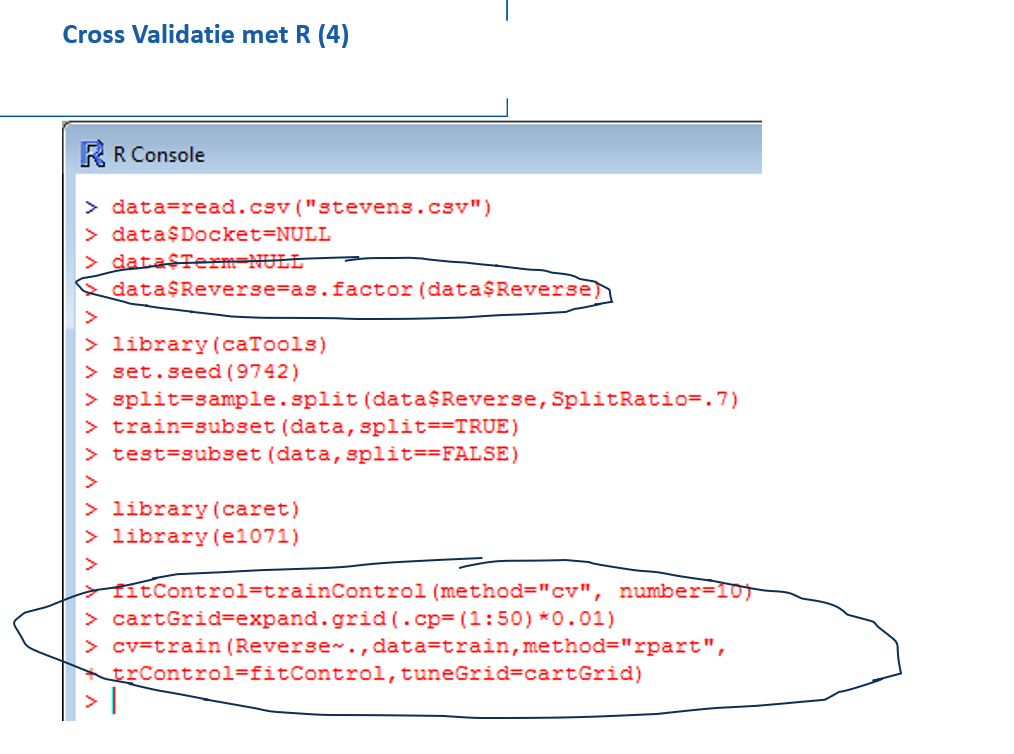 Cross Validatie met R (4)
R Console
> data=read.csv("stevens.csv")
> data$Docket=NULL
> data$Term=NULL
> data$Reverse=as.factor(data$Reverse)
>
> library(caTools)
> set.seed(9742)
> split=sample.split(data$Reverse,SplitRatio=.7)
> train=subset(data,split==TRUE)
> test=subset(data,split==FALSE)
>
> library(caret)
> library(e1071)
>
> fitControl=trainControl(method="cv", number=10)
> cartGrid=expand.grid(.cp=(1:50)*0.01)
> cv=train(Reverse~.,data=train,method="rpart",
+ trControl=fitControl,tuneGrid=cartGrid)
>